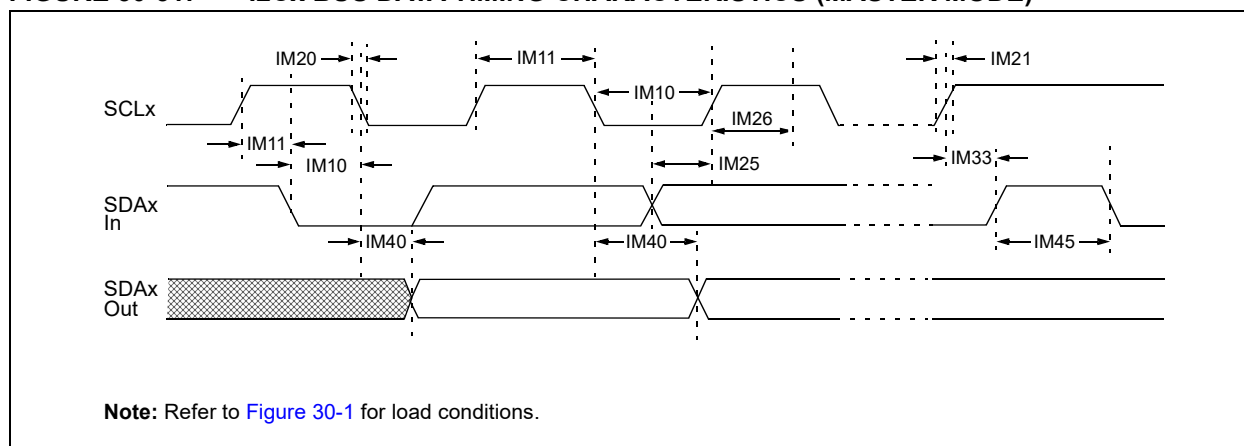 IM20
IM11
IM21
SCLx
IM10
IM26
IM11
IM10
IM25
IM33
SDAx
In
IM40
IM40
IM45
SDAx
Out
Note: Refer to Figure 30-1 for load conditions.